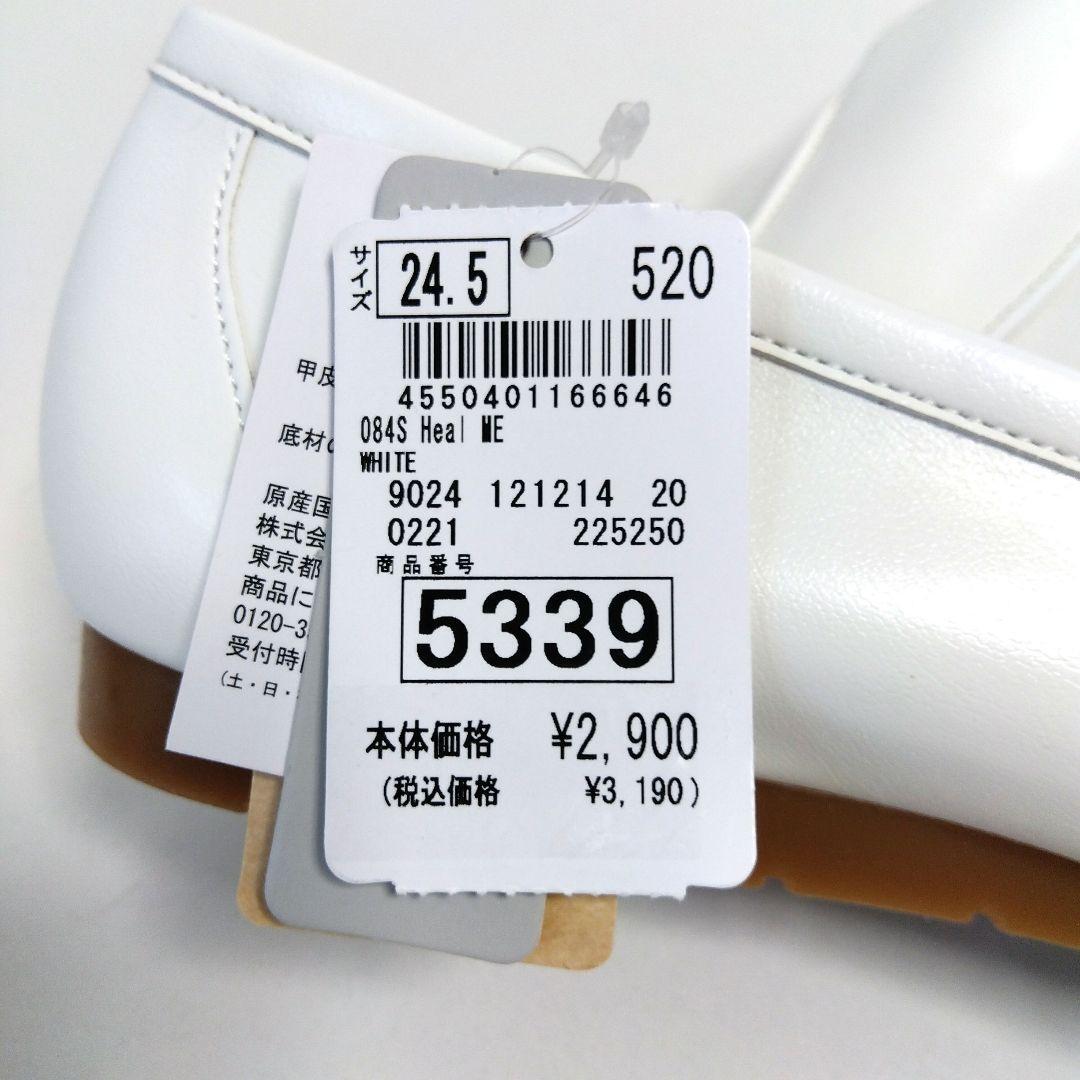 サイズ 24.5 520
4550401166646
084S Heal ME
WHITE
9024 121214 20
0221 225250
商品番号
5339
本体価格 ¥2,900
(税込価格 ¥3,190)
甲皮
底材の
原産国
株式会
東京都
商品に
0120-3
受付時
(土・日・